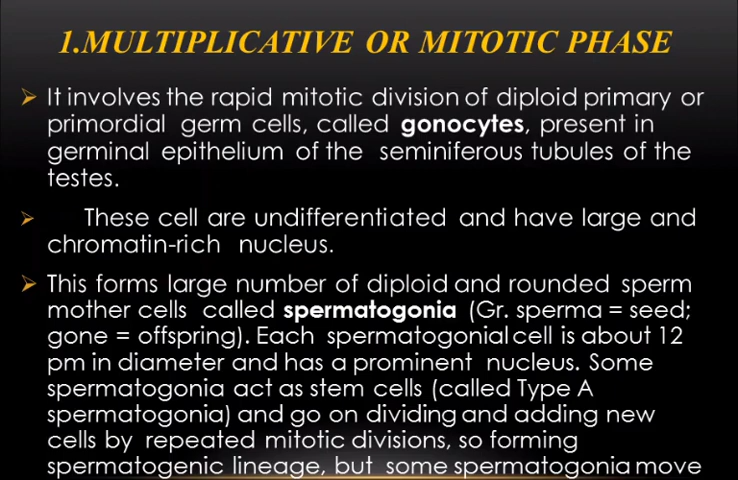 1.MULTIPLICATIVE OR MITOTIC PHASE
It involves the rapid mitotic division of diploid primary or
primordial germ cells, called gonocytes, present in
germinal epithelium of the seminiferous tubules of the
testes.
These cell are undifferentiated and have large and
chromatin-rich nucleus.
This forms large number of diploid and rounded sperm
mother cells called spermatogonia (Gr. sperma = seed;
gone = offspring). Each spermatogonial cell is about 12
pm in diameter and has a prominent nucleus. Some
spermatogonia act as stem cells (called Type A
spermatogonia) and go on dividing and adding new
cells by repeated mitotic divisions, so forming
spermatogenic lineage, but some spermatogonia move